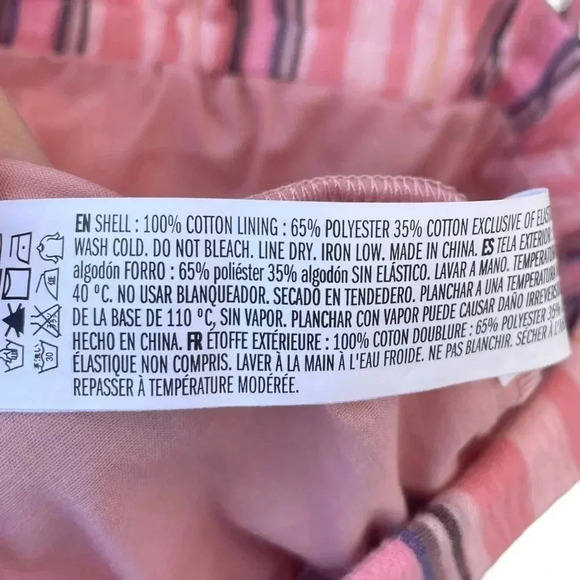 EN SHELL : 100% COTTON LINING : 65% POLYESTER 35% COTTON EXCLUSIVE OF
WASH COLD. DO NOT BLEACH. LINE DRY. IRON LOW. MADE IN CHINA. ES TELA EXTERIOR
algodón FORRO : 65% poliéster 35% algodón SIN ELÁSTICO. LAVAR A MANO. TEMPERATURA
40 ºC. NO USAR BLANQUEADOR. SECADO EN TENDEDERO. PLANCHAR A UNA TEMPERATURA
DE LA BASE DE 110 ºC, SIN VAPOR. PLANCHAR CON VAPOR PUEDE CAUSAR DAÑO
HECHO EN CHINA. FR ÉTOFFE EXTÉRIEURE : 100% COTON DOUBLURE : 65% POLYESTER 35%
ÉLASTIQUE NON COMPRIS. LAVER À LA MAIN À L'EAU FROIDE. NE PAS BLANCHIR. SÉCHER À
REPASSER À TEMPÉRATURE MODÉRÉE.
30